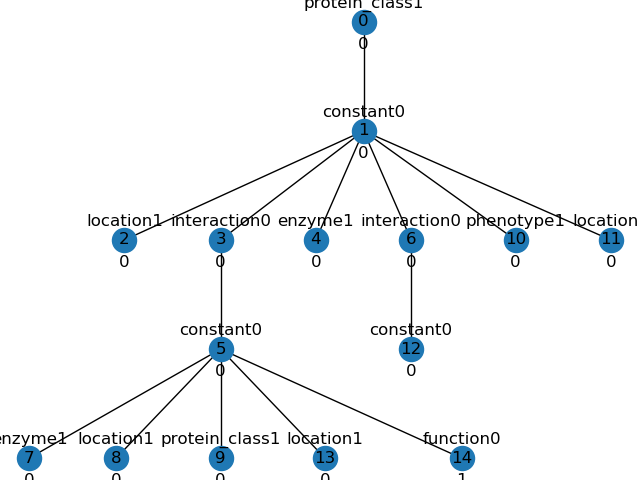 protein_class1
0
0
constant0
1
0
location1 interaction0 enzyme1 interaction0 phenotype1 location
2 3 4 6 10 11
0 0 0 0 0 0
constant0 constant0
5 12
0 0
enzyme1 location1 protein_class1 location1 function0
7 8 9 13 14
0 0 0 0 1